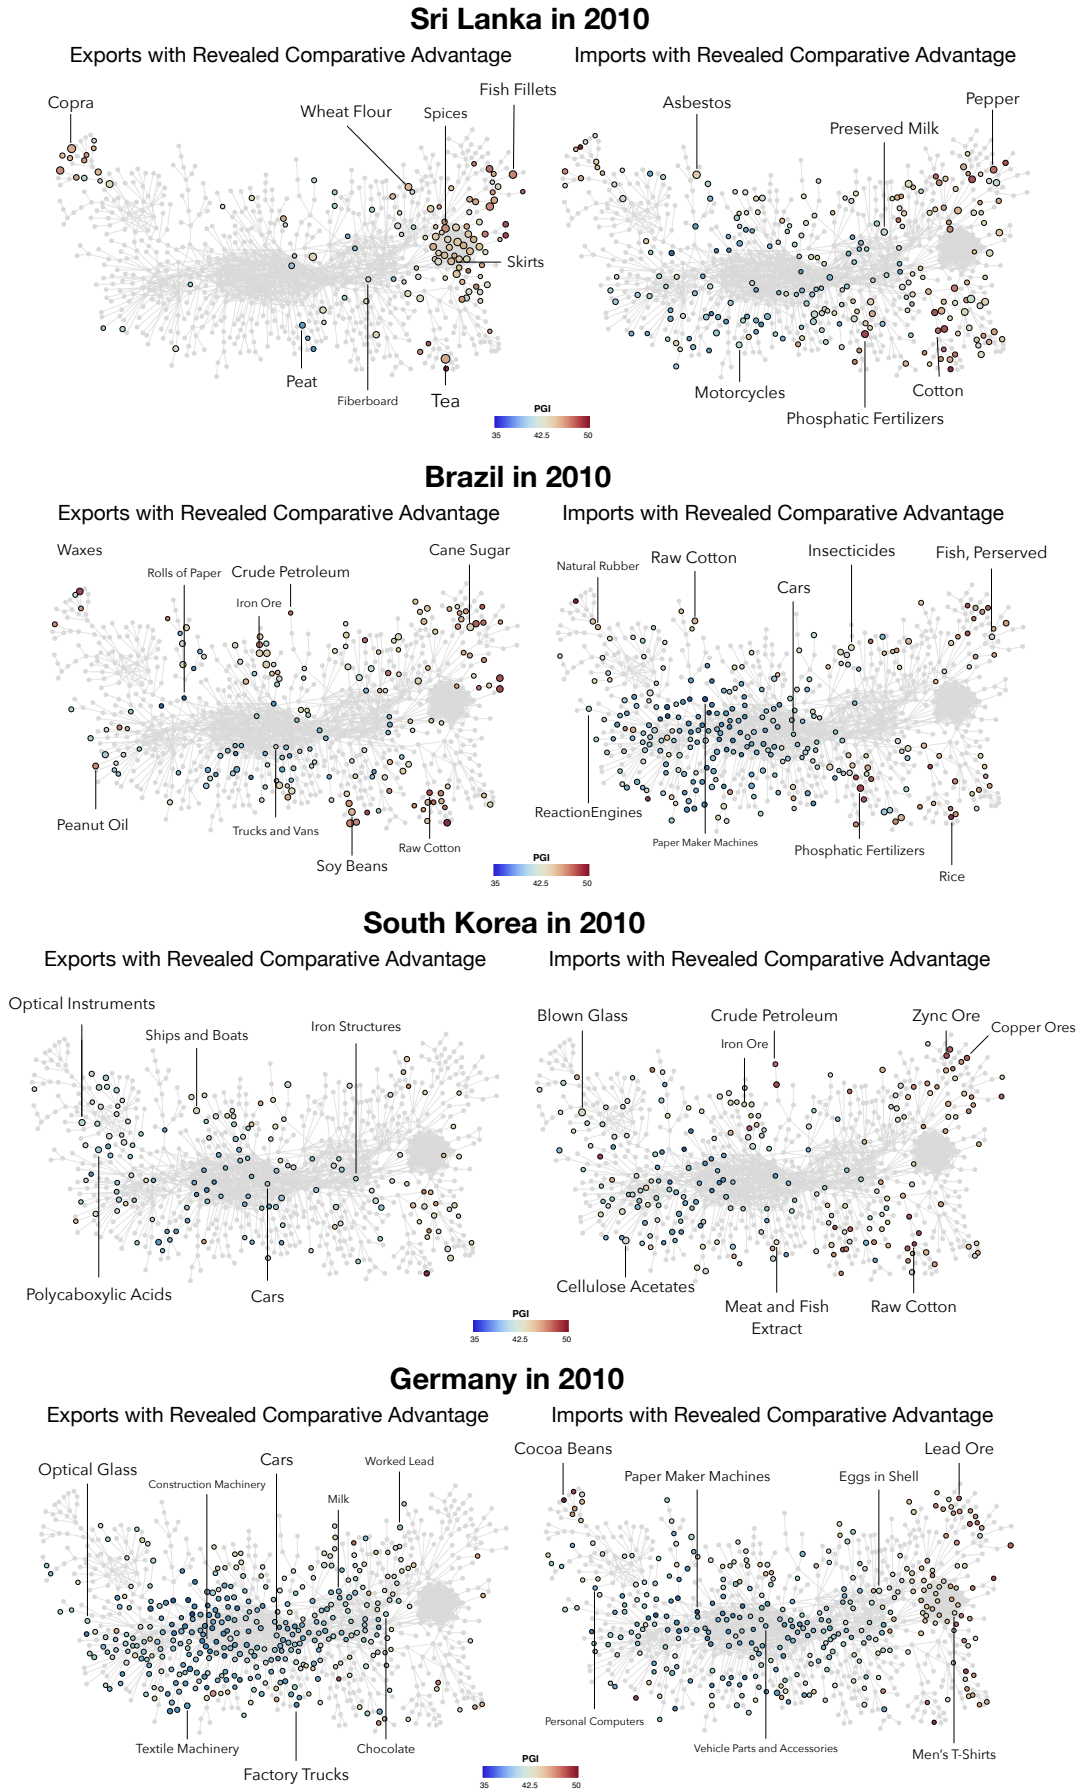 Sri Lanka in 2010
Exports with Revealed Comparative Advantage
Imports with Revealed Comparative Advantage
Copra
Wheat Flour
Spices
Fish Fillets
Skirts
Peat
Fiberboard
Tea
Asbestos
Preserved Milk
Pepper
Motorcycles
Phosphatic Fertilizers
Cotton
PGI
35 42.5 50
Brazil in 2010
Exports with Revealed Comparative Advantage
Imports with Revealed Comparative Advantage
Waxes
Rolls of Paper
Crude Petroleum
Iron Ore
Cane Sugar
Peanut Oil
Trucks and Vans
Soy Beans
Raw Cotton
Natural Rubber
Raw Cotton
Cars
Insecticides
Fish, Perserved
ReactionEngines
Paper Maker Machines
Phosphatic Fertilizers
Rice
PGI
35 42.5 50
South Korea in 2010
Exports with Revealed Comparative Advantage
Imports with Revealed Comparative Advantage
Optical Instruments
Ships and Boats
Iron Structures
Polycaboxylic Acids
Cars
Blown Glass
Crude Petroleum
Iron Ore
Zync Ore
Copper Ores
Cellulose Acetates
Meat and Fish
Extract
Raw Cotton
PGI
35 42.5 50
Germany in 2010
Exports with Revealed Comparative Advantage
Imports with Revealed Comparative Advantage
Optical Glass
Construction Machinery
Cars
Milk
Worked Lead
Textile Machinery
Factory Trucks
Chocolate
Cocoa Beans
Paper Maker Machines
Eggs in Shell
Lead Ore
Personal Computers
Vehicle Parts and Accessories
Men's T-Shirts
PGI
35 42.5 50